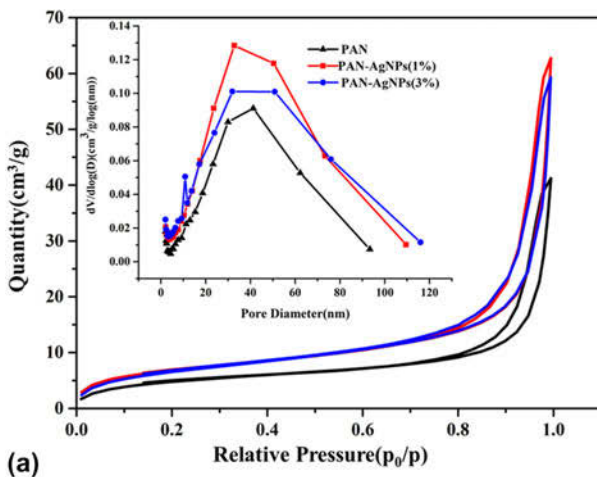 0.14
0.12
0.10
0.08
0.06
0.04
0.02
0.00
dV/dlog(D)(cm³/g/log(nm))
PAN
PAN-AgNPs(1%)
PAN-AgNPs(3%)
0 20 40 60 80 100 120
Pore Diameter(nm)
70
60
50
40
30
20
10
0
Quantity(cm³/g)
0.0 0.2 0.4 0.6 0.8 1.0
Relative Pressure(p₀/p)
(a)